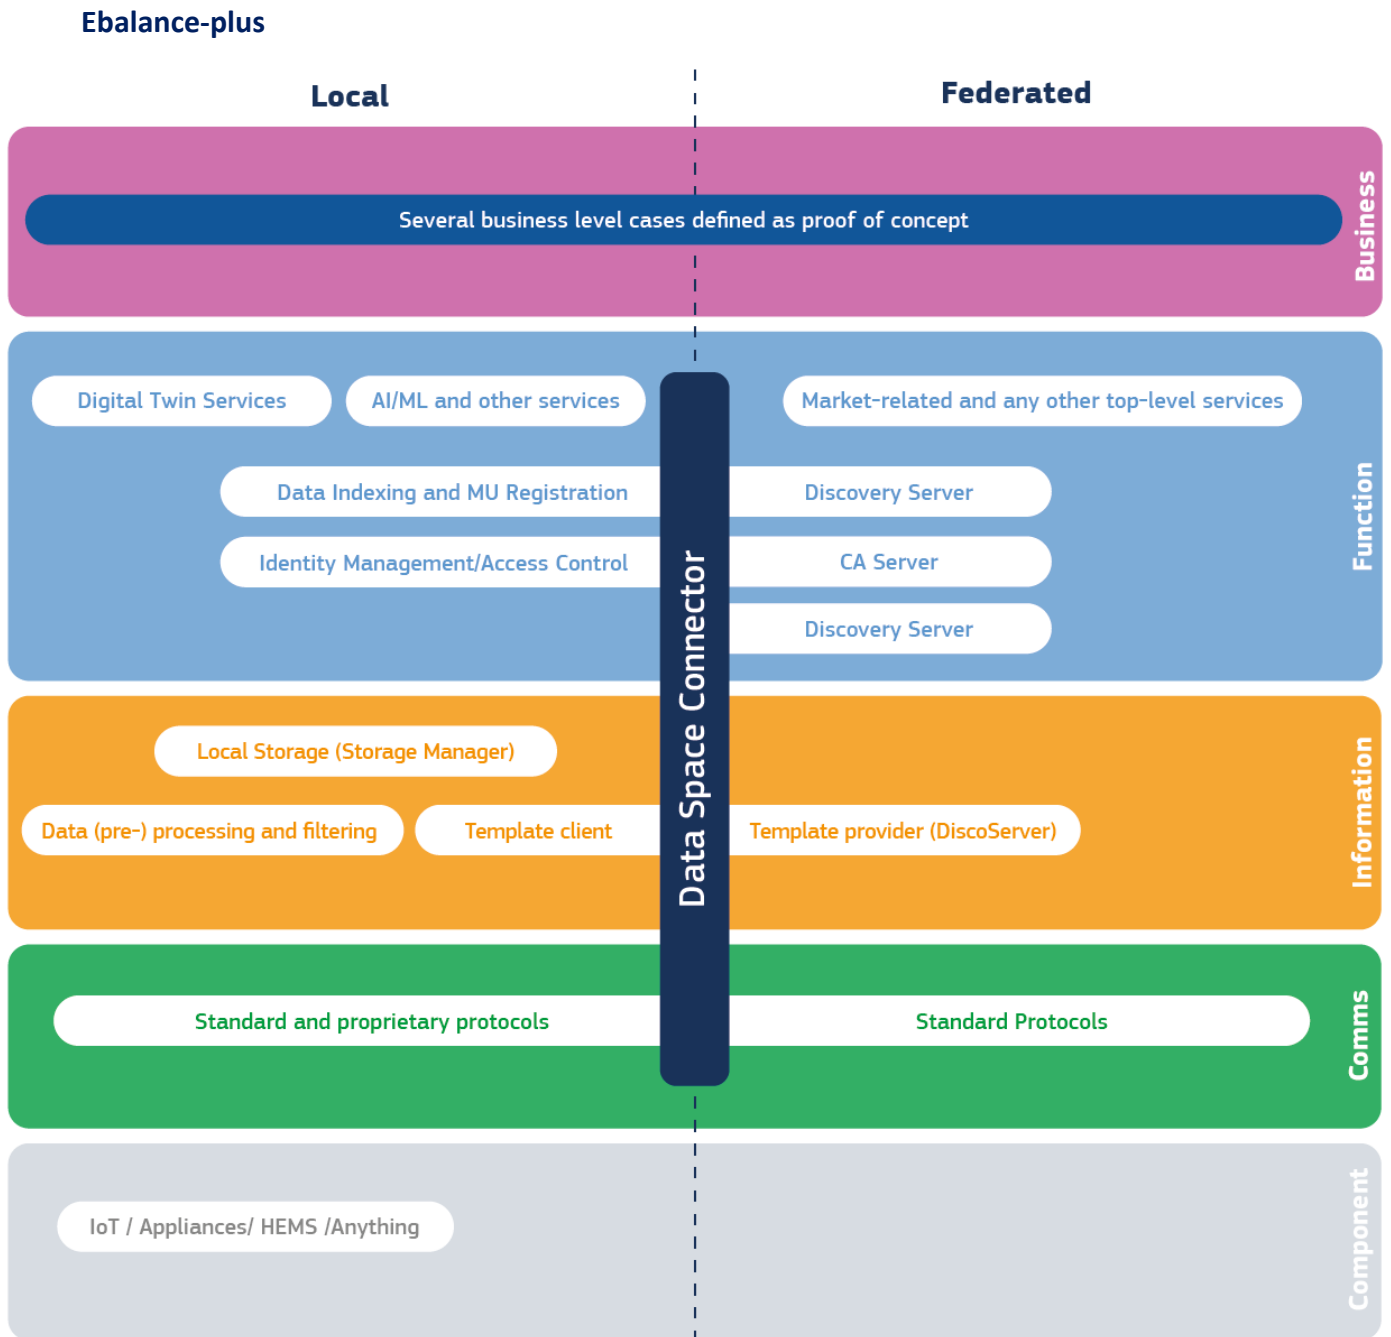 Ebalance-plus
Local
Federated
Business
Several business level cases defined as proof of concept
Function
Digital Twin Services
AI/ML and other services
Market-related and any other top-level services
Data Indexing and MU Registration
Discovery Server
Identity Management/Access Control
CA Server
Discovery Server
Data Space Connector
Information
Local Storage (Storage Manager)
Data (pre-) processing and filtering
Template client
Template provider (DiscoServer)
Comms
Standard and proprietary protocols
Standard Protocols
Component
IoT / Appliances/ HEMS /Anything